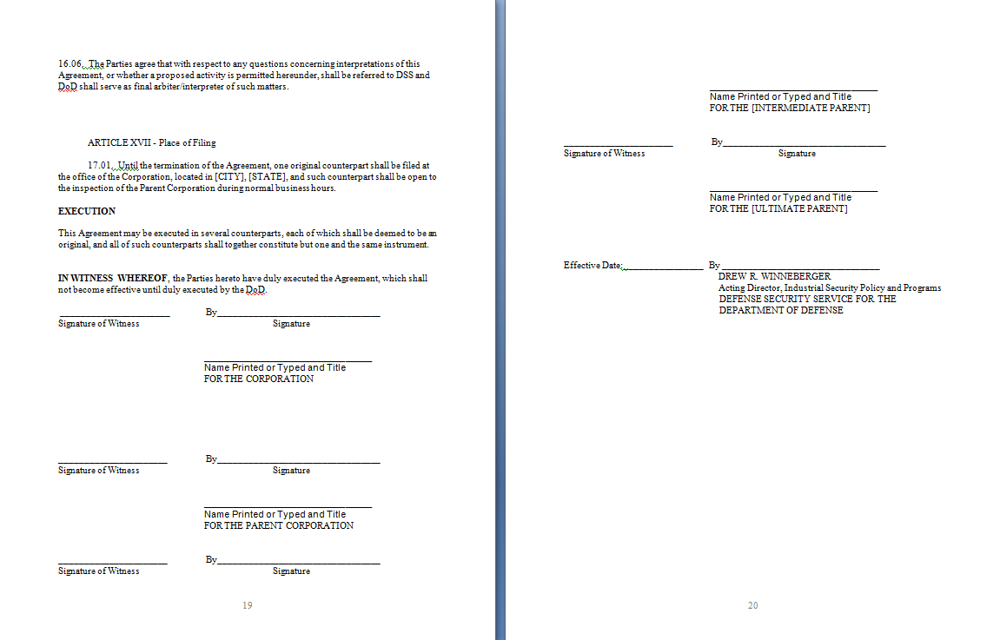 16.06. The Parties agree that with respect to any questions concerning interpretations of this
Agreement, or whether a proposed activity is permitted hereunder, shall be referred to DSS and
DoD shall serve as final arbiter/interpreter of such matters.
ARTICLE XVII - Place of Filing
17.01. Until the termination of the Agreement, one original counterpart shall be filed at
the office of the Corporation, located in [CITY], [STATE], and such counterpart shall be open to
the inspection of the Parent Corporation during normal business hours.
EXECUTION
This Agreement may be executed in several counterparts, each of which shall be deemed to be an
original, and all of such counterparts shall together constitute but one and the same instrument.
IN WITNESS WHEREOF, the Parties hereto have duly executed the Agreement, which shall
not become effective until duly executed by the DoD.
By
Signature of Witness Signature
Name Printed or Typed and Title
FOR THE CORPORATION
By
Signature of Witness Signature
Name Printed or Typed and Title
FOR THE PARENT CORPORATION
By
Signature of Witness Signature
19
Name Printed or Typed and Title
FOR THE [INTERMEDIATE PARENT]
By
Signature of Witness Signature
Name Printed or Typed and Title
FOR THE [ULTIMATE PARENT]
Effective Date: By
DREW R. WINNEBERGER
Acting Director, Industrial Security Policy and Programs
DEFENSE SECURITY SERVICE FOR THE
DEPARTMENT OF DEFENSE
20